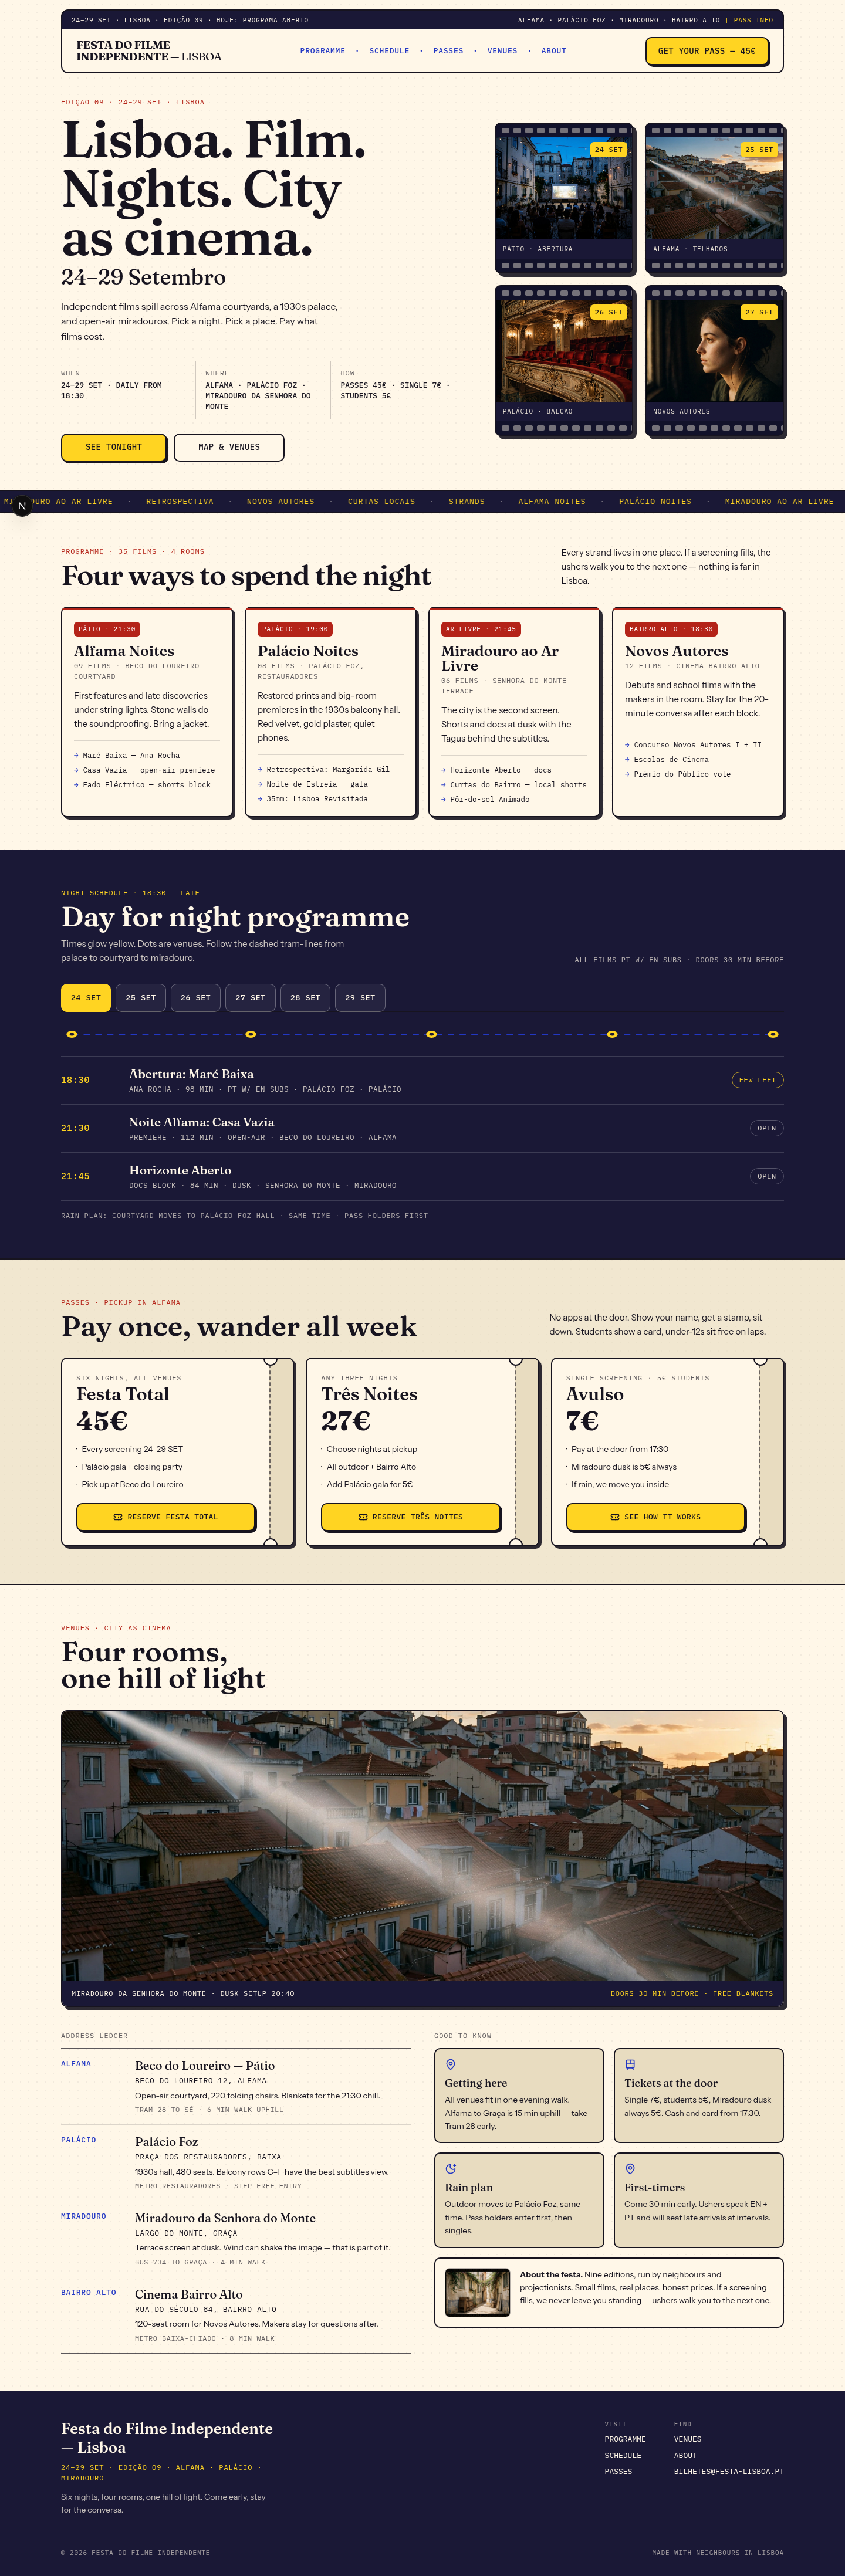 24–29 SET · LISBOA · EDIÇÃO 09 · HOJE: PROGRAMA ABERTO
ALFAMA · PALÁCIO FOZ · MIRADOURO · BAIRRO ALTO | PASS INFO
FESTA DO FILME
INDEPENDENTE — LISBOA
PROGRAMME · SCHEDULE · PASSES · VENUES · ABOUT
GET YOUR PASS — 45€
EDIÇÃO 09 · 24–29 SET · LISBOA
Lisboa. Film.
Nights. City
as cinema.
24–29 Setembro
Independent films spill across Alfama courtyards, a 1930s palace,
and open-air miradouros. Pick a night. Pick a place. Pay what
films cost.
WHEN
24–29 SET · DAILY FROM
18:30
WHERE
ALFAMA · PALÁCIO FOZ ·
MIRADOURO DA SENHORA DO
MONTE
HOW
PASSES 45€ · SINGLE 7€ ·
STUDENTS 5€
SEE TONIGHT
MAP & VENUES
24 SET
PÁTIO · ABERTURA
25 SET
ALFAMA · TELHADOS
26 SET
PALÁCIO · BALCÃO
27 SET
NOVOS AUTORES
N
AO AR LIVRE · RETROSPECTIVA · NOVOS AUTORES · CURTAS LOCAIS · STRANDS · ALFAMA NOITES · PALÁCIO NOITES · MIRADOURO AO AR LIVRE
PROGRAMME · 35 FILMS · 4 ROOMS
Four ways to spend the night
Every strand lives in one place. If a screening fills, the
ushers walk you to the next one — nothing is far in
Lisboa.
PÁTIO · 21:30
Alfama Noites
09 FILMS · BECO DO LOUREIRO
COURTYARD
First features and late discoveries
under string lights. Stone walls do
the soundproofing. Bring a jacket.
→ Maré Baixa — Ana Rocha
→ Casa Vazia — open-air premiere
→ Fado Eléctrico — shorts block
PALÁCIO · 19:00
Palácio Noites
08 FILMS · PALÁCIO FOZ,
RESTAURADORES
Restored prints and big-room
premieres in the 1930s balcony hall.
Red velvet, gold plaster, quiet
phones.
→ Retrospectiva: Margarida Gil
→ Noite de Estreia — gala
→ 35mm: Lisboa Revisitada
AR LIVRE · 21:45
Miradouro ao Ar
Livre
06 FILMS · SENHORA DO MONTE
TERRACE
The city is the second screen.
Shorts and docs at dusk with the
Tagus behind the subtitles.
→ Horizonte Aberto — docs
→ Curtas do Bairro — local shorts
→ Pôr-do-sol Animado
BAIRRO ALTO · 18:30
Novos Autores
12 FILMS · CINEMA BAIRRO ALTO
Debuts and school films with the
makers in the room. Stay for the 20-
minute conversa after each block.
→ Concurso Novos Autores I + II
→ Escolas de Cinema
→ Prémio do Público vote
NIGHT SCHEDULE · 18:30 — LATE
Day for night programme
Times glow yellow. Dots are venues. Follow the dashed tram-lines from
palace to courtyard to miradouro.
ALL FILMS PT W/ EN SUBS · DOORS 30 MIN BEFORE
24 SET
25 SET
26 SET
27 SET
28 SET
29 SET
18:30
Abertura: Maré Baixa
ANA ROCHA · 98 MIN · PT W/ EN SUBS · PALÁCIO FOZ · PALÁCIO
FEW LEFT
21:30
Noite Alfama: Casa Vazia
PREMIERE · 112 MIN · OPEN-AIR · BECO DO LOUREIRO · ALFAMA
OPEN
21:45
Horizonte Aberto
DOCS BLOCK · 84 MIN · DUSK · SENHORA DO MONTE · MIRADOURO
OPEN
RAIN PLAN: COURTYARD MOVES TO PALÁCIO FOZ HALL · SAME TIME · PASS HOLDERS FIRST
PASSES · PICKUP IN ALFAMA
Pay once, wander all week
No apps at the door. Show your name, get a stamp, sit
down. Students show a card, under-12s sit free on laps.
SIX NIGHTS, ALL VENUES
Festa Total
45€
· Every screening 24–29 SET
· Palácio gala + closing party
· Pick up at Beco do Loureiro
RESERVE FESTA TOTAL
ANY THREE NIGHTS
Três Noites
27€
· Choose nights at pickup
· All outdoor + Bairro Alto
· Add Palácio gala for 5€
RESERVE TRÊS NOITES
SINGLE SCREENING · 5€ STUDENTS
Avulso
7€
· Pay at the door from 17:30
· Miradouro dusk is 5€ always
· If rain, we move you inside
SEE HOW IT WORKS
VENUES · CITY AS CINEMA
Four rooms,
one hill of light
MIRADOURO DA SENHORA DO MONTE · DUSK SETUP 20:40
DOORS 30 MIN BEFORE · FREE BLANKETS
ADDRESS LEDGER
ALFAMA
Beco do Loureiro — Pátio
BECO DO LOUREIRO 12, ALFAMA
Open-air courtyard, 220 folding chairs. Blankets for the 21:30 chill.
TRAM 28 TO SÉ · 6 MIN WALK UPHILL
PALÁCIO
Palácio Foz
PRAÇA DOS RESTAURADORES, BAIXA
1930s hall, 480 seats. Balcony rows C–F have the best subtitles view.
METRO RESTAURADORES · STEP-FREE ENTRY
MIRADOURO
Miradouro da Senhora do Monte
LARGO DO MONTE, GRAÇA
Terrace screen at dusk. Wind can shake the image — that is part of it.
BUS 734 TO GRAÇA · 4 MIN WALK
BAIRRO ALTO
Cinema Bairro Alto
RUA DO SÉCULO 84, BAIRRO ALTO
120-seat room for Novos Autores. Makers stay for questions after.
METRO BAIXA-CHIADO · 8 MIN WALK
GOOD TO KNOW
Getting here
All venues fit in one evening walk.
Alfama to Graça is 15 min uphill — take
Tram 28 early.
Tickets at the door
Single 7€, students 5€, Miradouro dusk
always 5€. Cash and card from 17:30.
Rain plan
Outdoor moves to Palácio Foz, same
time. Pass holders enter first, then
singles.
First-timers
Come 30 min early. Ushers speak EN +
PT and will seat late arrivals at intervals.
About the festa. Nine editions, run by neighbours and
projectionists. Small films, real places, honest prices. If a screening
fills, we never leave you standing — ushers walk you to the next one.
Festa do Filme Independente
— Lisboa
24–29 SET · EDIÇÃO 09 · ALFAMA · PALÁCIO ·
MIRADOURO
Six nights, four rooms, one hill of light. Come early, stay
for the conversa.
VISIT
PROGRAMME
SCHEDULE
PASSES
FIND
VENUES
ABOUT
BILHETES@FESTA-LISBOA.PT
© 2026 FESTA DO FILME INDEPENDENTE
MADE WITH NEIGHBOURS IN LISBOA